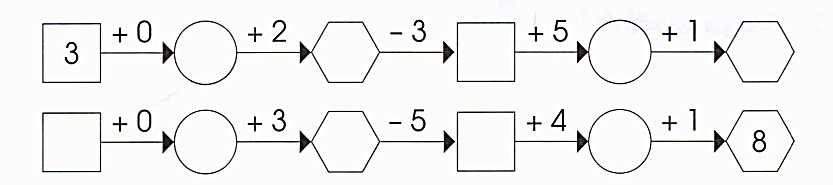 3 + 0 + 2 − 3 + 5 + 1
+ 0 + 3 − 5 + 4 + 1 8